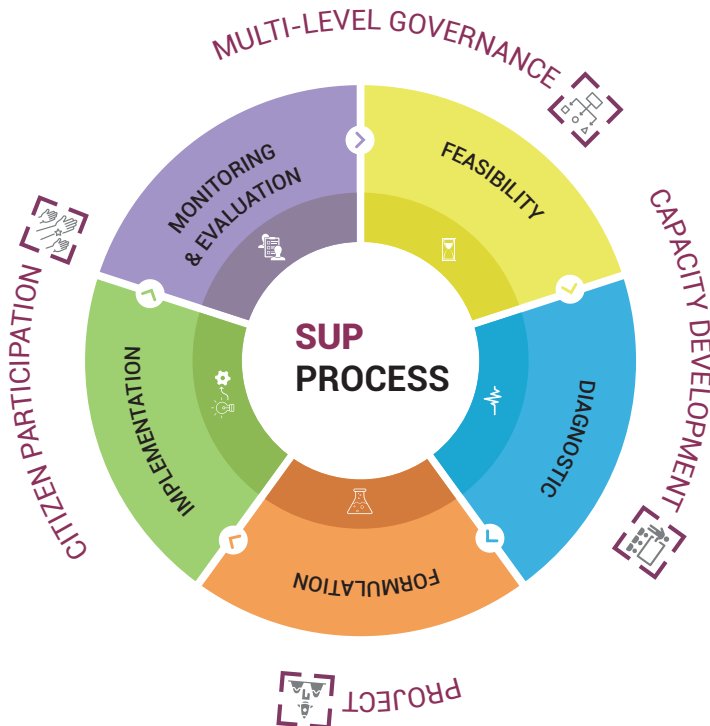 MULTI-LEVEL GOVERNANCE
CAPACITY DEVELOPMENT
PROJECT
CITIZEN PARTICIPATION
FEASIBILITY
DIAGNOSTIC
FORMULATION
IMPLEMENTATION
MONITORING
& EVALUATION
SUP
PROCESS